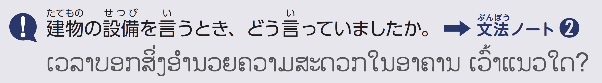 建物の設備を言うとき、どう言っていましたか。 ➡ 文法ノート❷
ເວລາບອກສິ່ງອຳນວຍຄວາມສະດວກໃນອາຄານ ເວົ້າແນວໃດ?